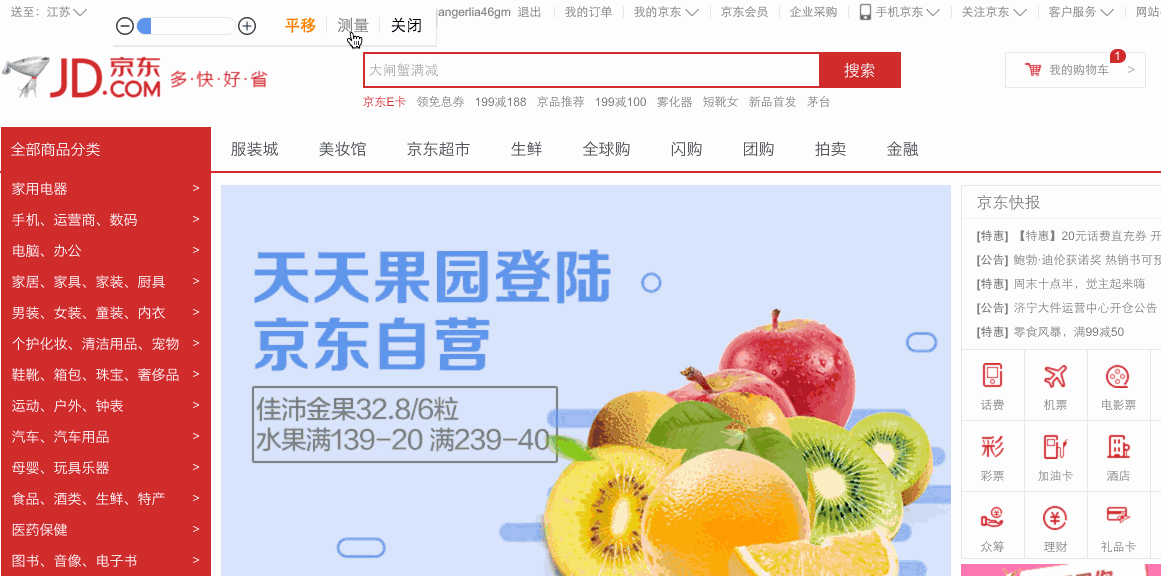 送至：江苏
平移 测量 关闭
angerlia46gm 退出 我的订单 我的京东 京东会员 企业采购 手机京东 关注京东 客户服务 网站
JD.COM 京东 多·快·好·省
大闸蟹满减 搜索
我的购物车 > 1
京东E卡 领免息券 199减188 京品推荐 199减100 雾化器 短靴女 新品首发 茅台
全部商品分类 服装城 美妆馆 京东超市 生鲜 全球购 闪购 团购 拍卖 金融
家用电器 >
手机、运营商、数码 >
电脑、办公 >
家居、家具、家装、厨具 >
男装、女装、童装、内衣 >
个护化妆、清洁用品、宠物 >
鞋靴、箱包、珠宝、奢侈品 >
运动、户外、钟表 >
汽车、汽车用品 >
母婴、玩具乐器 >
食品、酒类、生鲜、特产 >
医药保健 >
图书、音像、电子书 >
天天果园登陆
京东自营
佳沛金果32.8/6粒
水果满139-20 满239-40
京东快报
[特惠] 【特惠】20元话费直充券 开
[公告] 鲍勃·迪伦获诺奖 热销书可预
[特惠] 周末十点半，觉主起来嗨
[公告] 济宁大件运营中心开仓公告
[特惠] 零食风暴，满99减50
话费 机票 电影票
彩票 加油卡 酒店
众筹 理财 礼品卡